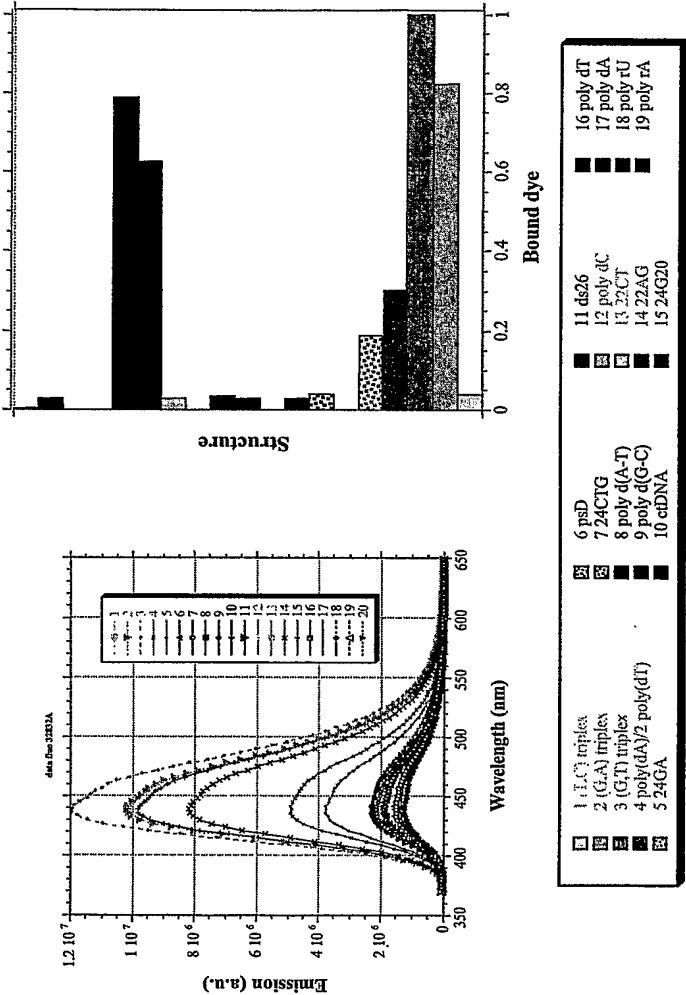 data fluo 32832A
Emission (a.u.)
1.2 10⁷
1 10⁷
8 10⁶
6 10⁶
4 10⁶
2 10⁶
0
350
400
450
500
550
600
650
Wavelength (nm)
1
2
3
4
5
6
7
8
9
10
11
12
13
14
15
16
17
18
19
20
Structure
0
0.2
0.4
0.6
0.8
1
Bound dye
1 (T,C) triplex
2 (G,A) triplex
3 (G,T) triplex
4 poly(dA)/2 poly(dT)
5 24GA
6 psD
7 24CTG
8 poly d(A-T)
9 poly d(G-C)
10 ctDNA
11 ds26
12 poly dC
13 22CT
14 22AG
15 24G20
16 poly dT
17 poly dA
18 poly rU
19 poly rA